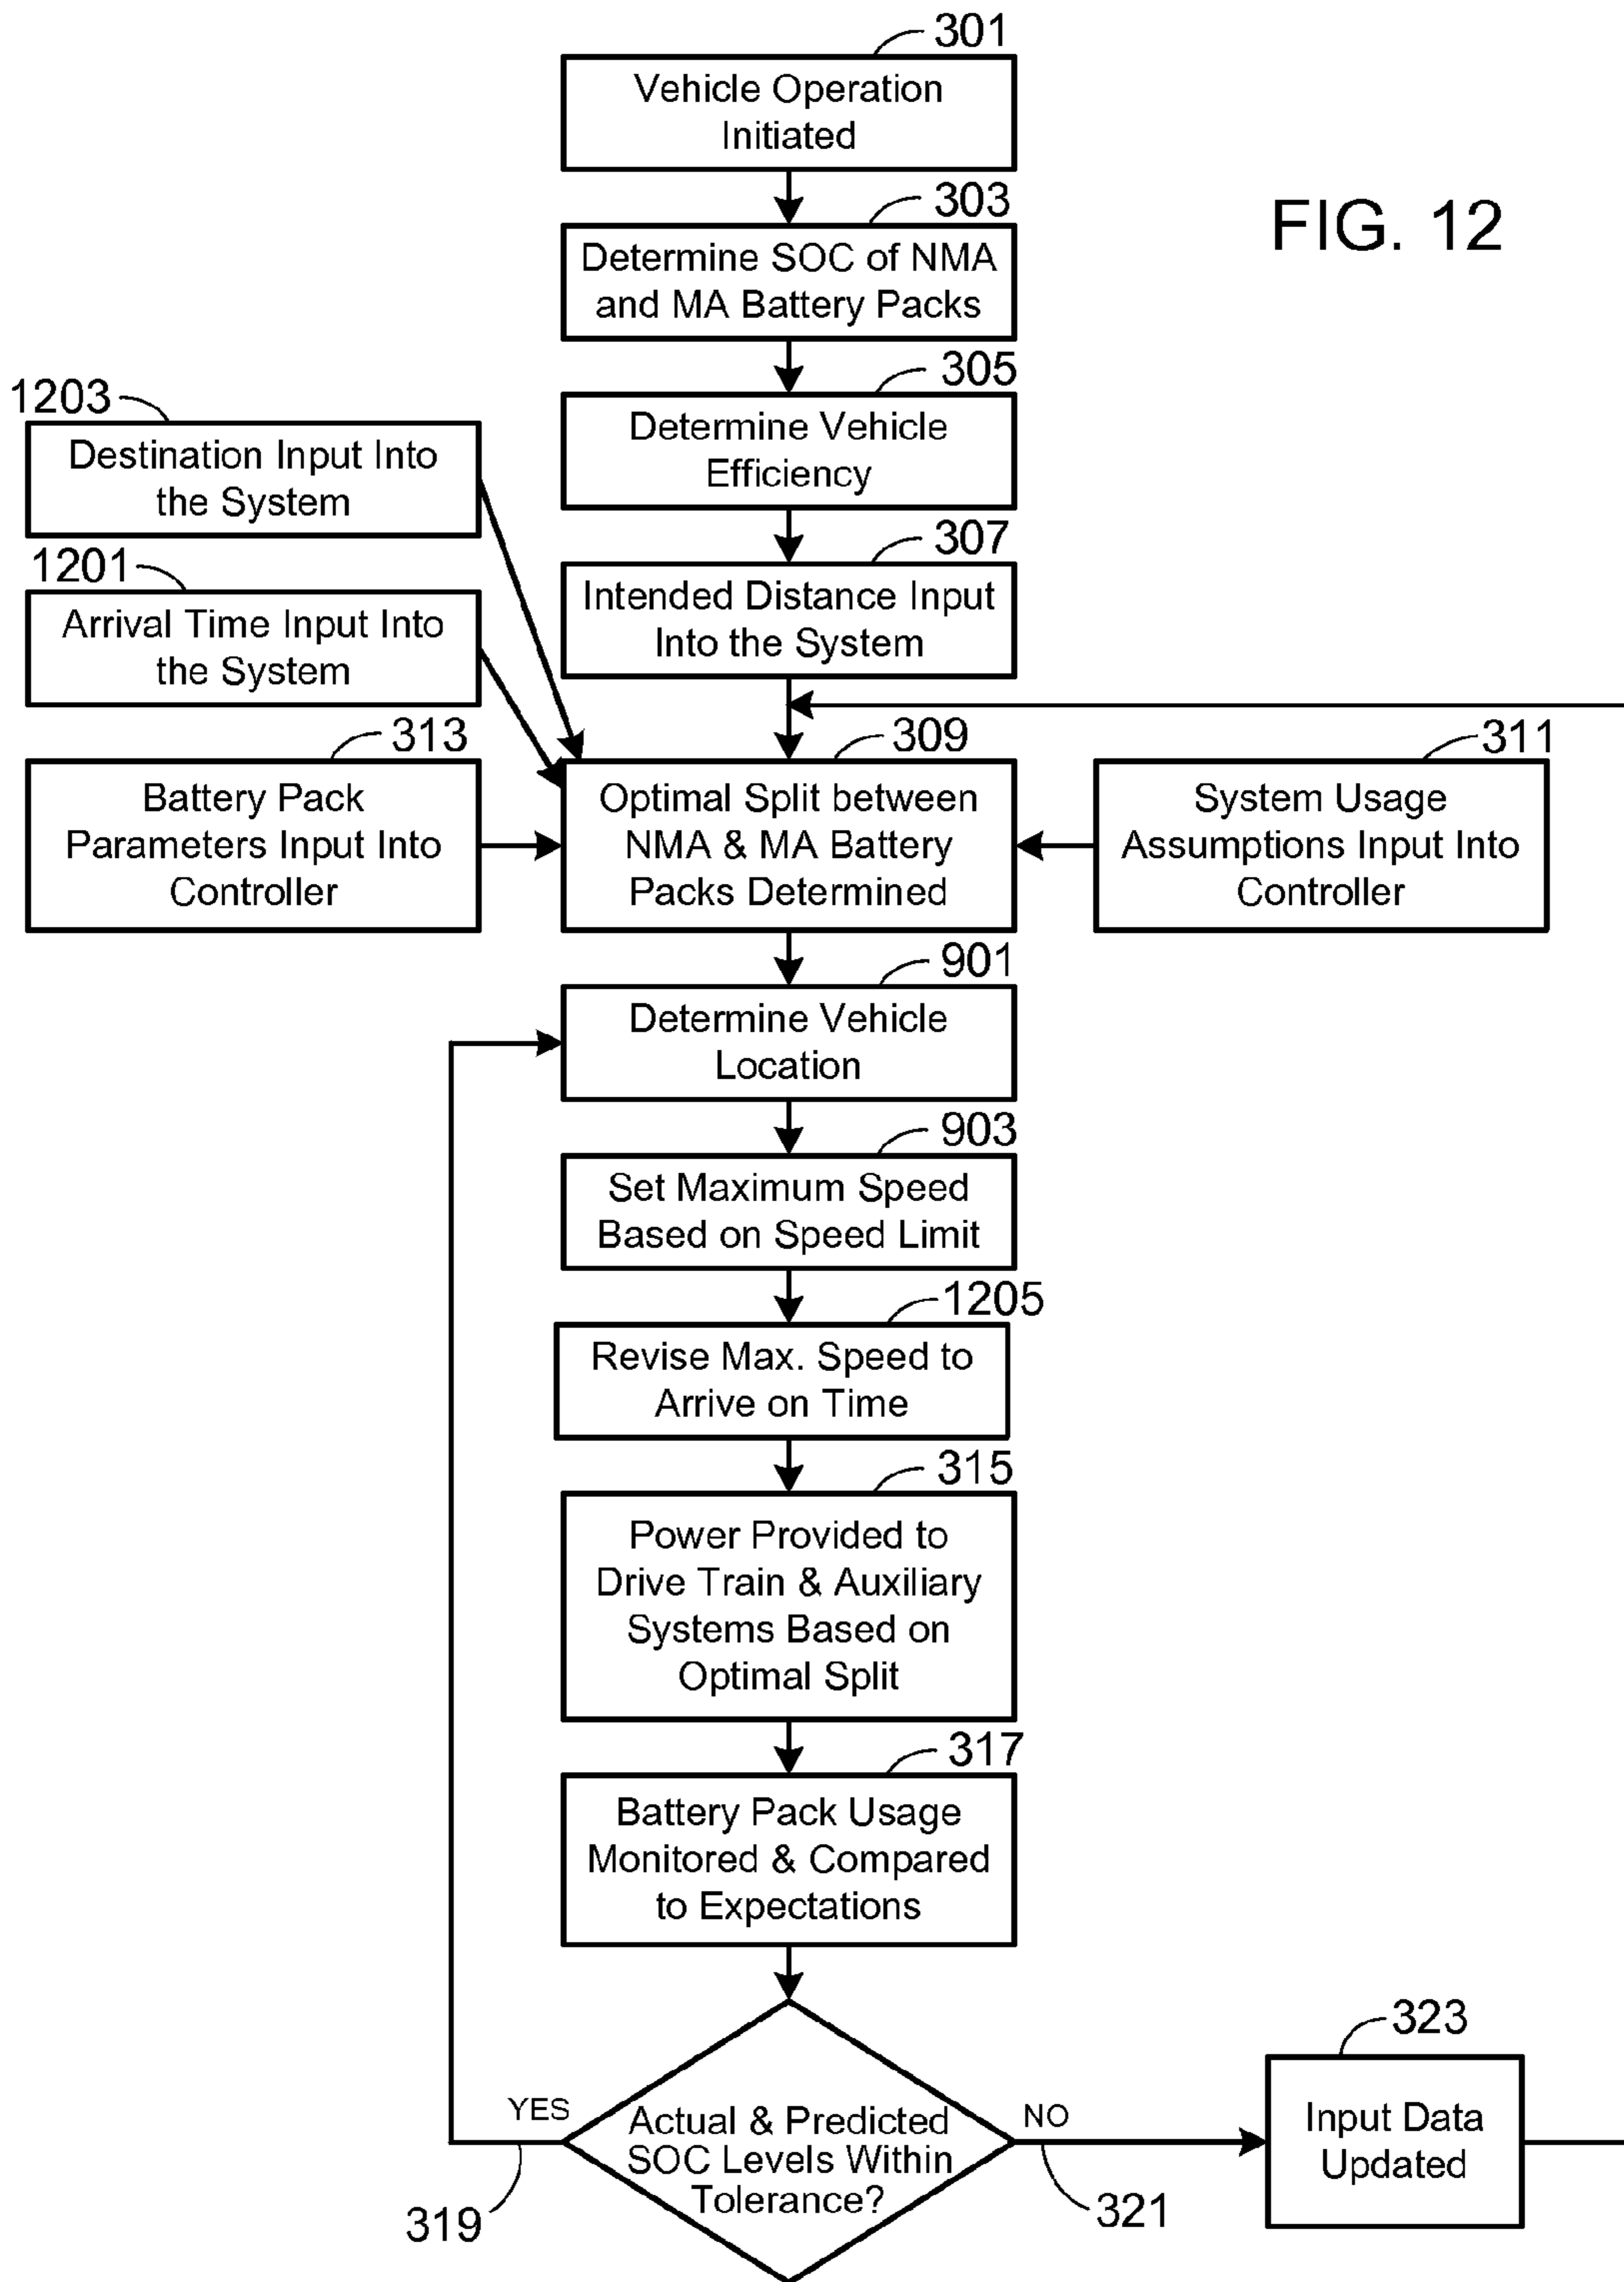 301
Vehicle Operation
Initiated
FIG. 12
303
Determine SOC of NMA
and MA Battery Packs
305
Determine Vehicle
Efficiency
1203
Destination Input Into
the System
307
Intended Distance Input
Into the System
1201
Arrival Time Input Into
the System
313
Battery Pack
Parameters Input Into
Controller
309
Optimal Split between
NMA & MA Battery
Packs Determined
311
System Usage
Assumptions Input Into
Controller
901
Determine Vehicle
Location
903
Set Maximum Speed
Based on Speed Limit
1205
Revise Max. Speed to
Arrive on Time
315
Power Provided to
Drive Train & Auxiliary
Systems Based on
Optimal Split
317
Battery Pack Usage
Monitored & Compared
to Expectations
YES
319
Actual & Predicted
SOC Levels Within
Tolerance?
NO
321
323
Input Data
Updated